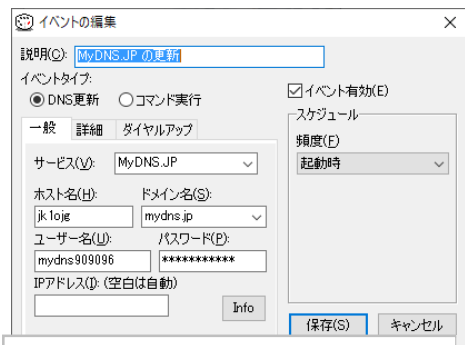 イベントの編集
説明(C): MyDNS.JP の更新
イベントタイプ:
DNS更新 コマンド実行
イベント有効(E)
一般 詳細 ダイヤルアップ
スケジュール
頻度(F)
起動時
サービス(V): MyDNS.JP
ホスト名(H): ドメイン名(S):
jk1ojg mydns.jp
ユーザー名(U): パスワード(P):
mydns909096 ***********
IPアドレス(I): (空白は自動)
Info
保存(S) キャンセル